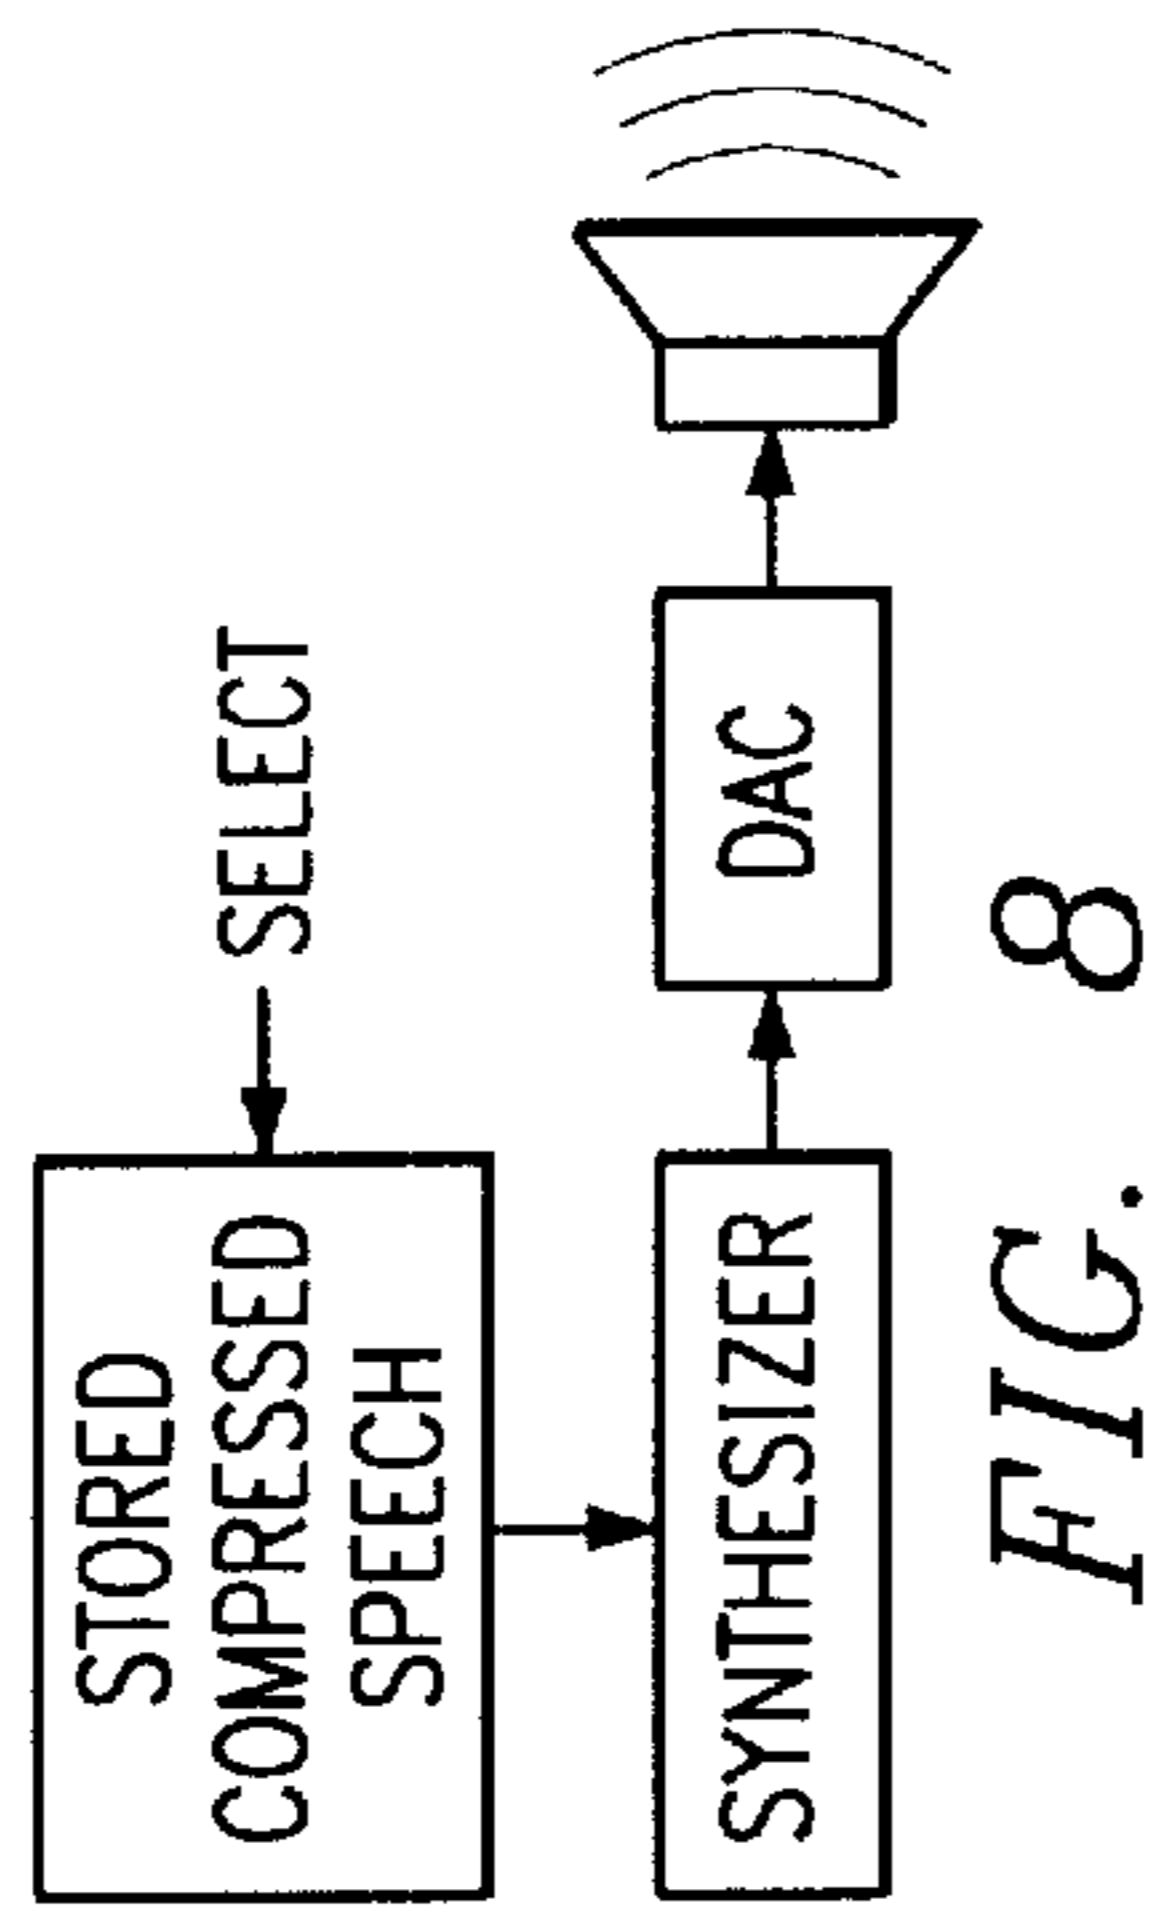 STORED
COMPRESSED
SPEECH
SELECT
SYNTHESIZER
DAC
FIG. 8